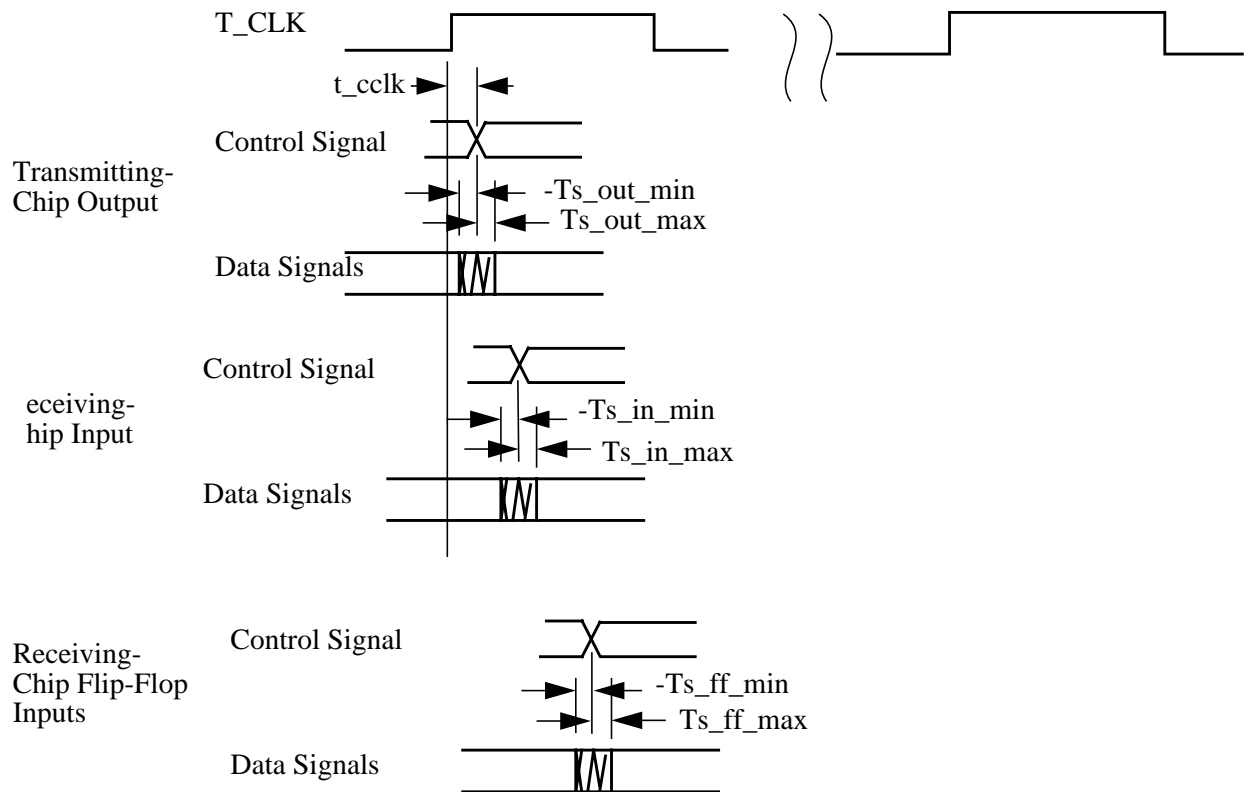 T_CLK
t_cclk
Control Signal
Transmitting-
Chip Output
-Ts_out_min
Ts_out_max
Data Signals
Control Signal
eceiving-
hip Input
-Ts_in_min
Ts_in_max
Data Signals
Control Signal
Receiving-
Chip Flip-Flop
Inputs
-Ts_ff_min
Ts_ff_max
Data Signals